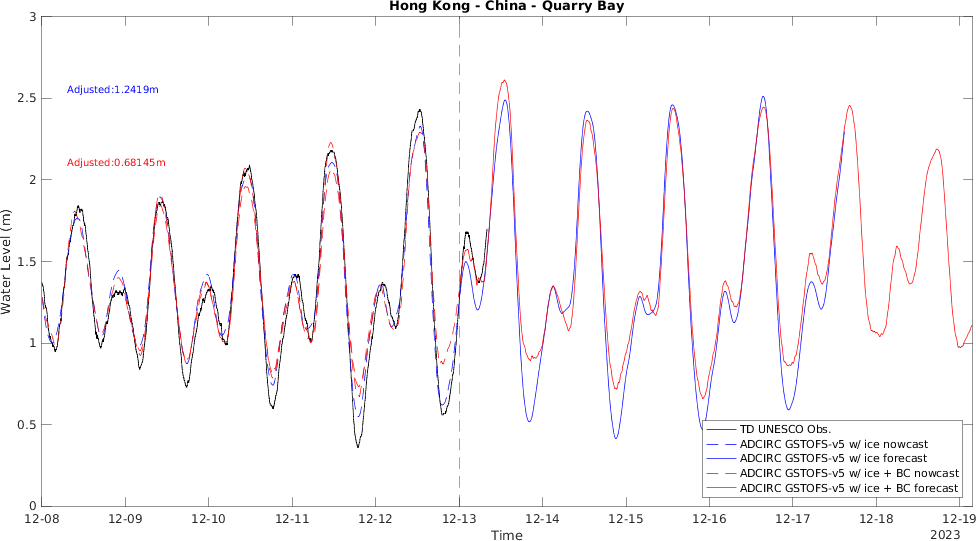 Hong Kong - China - Quarry Bay
3
2.5
2
1.5
1
0.5
0
Water Level (m)
Adjusted:1.2419m
Adjusted:0.68145m
TD UNESCO Obs.
ADCIRC GSTOFS-v5 w/ ice nowcast
ADCIRC GSTOFS-v5 w/ ice forecast
ADCIRC GSTOFS-v5 w/ ice + BC nowcast
ADCIRC GSTOFS-v5 w/ ice + BC forecast
12-08 12-09 12-10 12-11 12-12 12-13 12-14 12-15 12-16 12-17 12-18 12-19
Time
2023